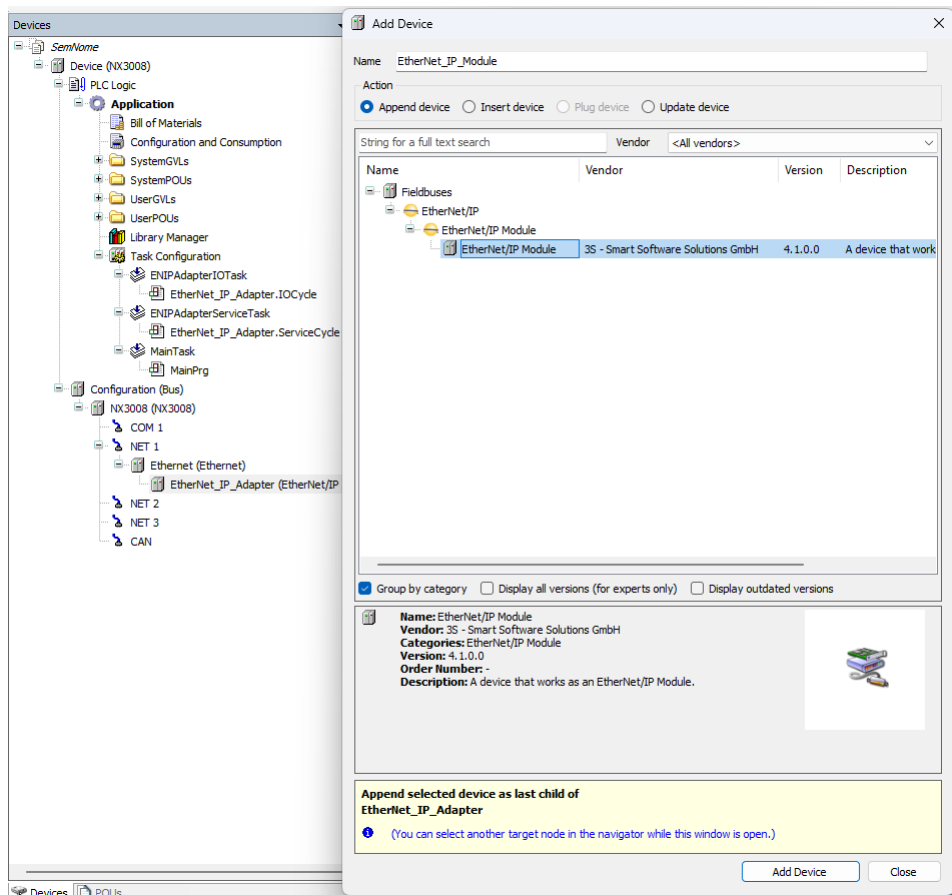 Devices
SemNome
Device (NX3008)
PLC Logic
Application
Bill of Materials
Configuration and Consumption
SystemGVLs
SystemPOUs
UserGVLs
UserPOUs
Library Manager
Task Configuration
ENIPAdapterIOTask
EtherNet_IP_Adapter.IOCycle
ENIPAdapterServiceTask
EtherNet_IP_Adapter.ServiceCycle
MainTask
MainPrg
Configuration (Bus)
NX3008 (NX3008)
COM 1
NET 1
Ethernet (Ethernet)
EtherNet_IP_Adapter (EtherNet/IP
NET 2
NET 3
CAN
Devices POUs
Add Device
Name EtherNet_IP_Module
Action
Append device Insert device Plug device Update device
String for a full text search Vendor <All vendors>
Name Vendor Version Description
Fieldbuses
EtherNet/IP
EtherNet/IP Module
EtherNet/IP Module 3S - Smart Software Solutions GmbH 4.1.0.0 A device that work
Group by category Display all versions (for experts only) Display outdated versions
Name: EtherNet/IP Module
Vendor: 3S - Smart Software Solutions GmbH
Categories: EtherNet/IP Module
Version: 4.1.0.0
Order Number: -
Description: A device that works as an EtherNet/IP Module.
Append selected device as last child of
EtherNet_IP_Adapter
(You can select another target node in the navigator while this window is open.)
Add Device Close